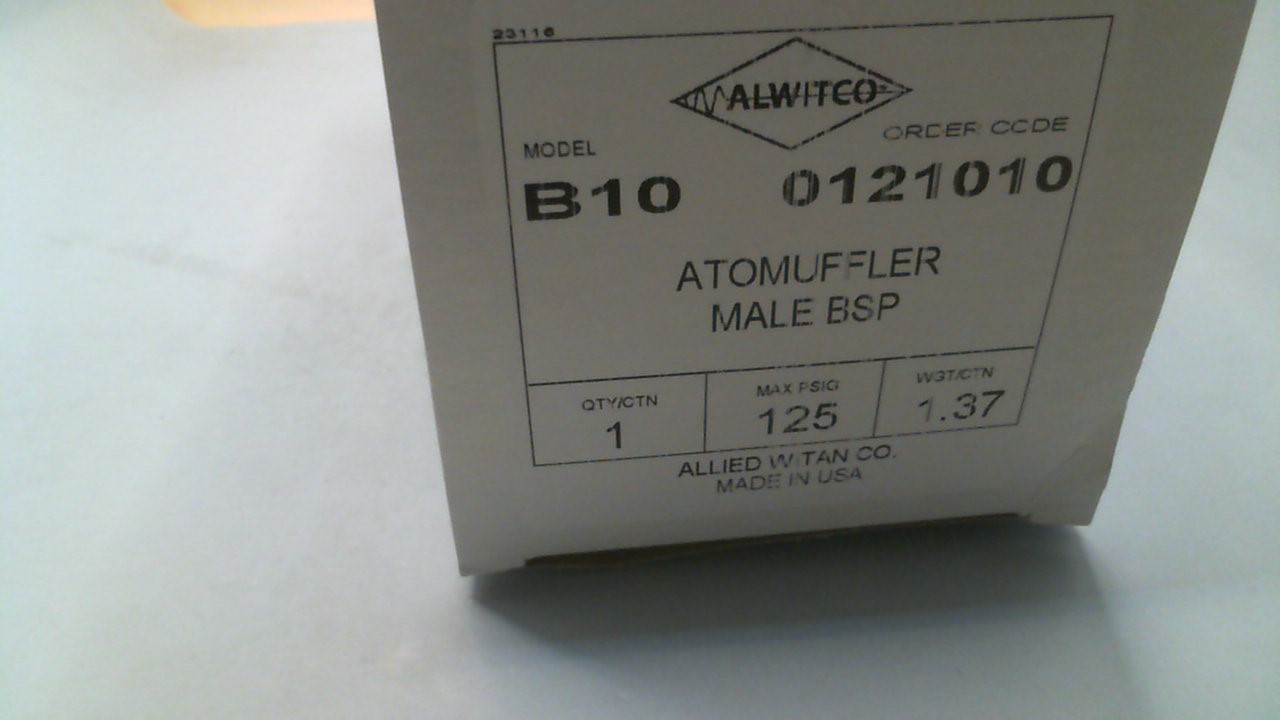 23116
ALWITCO
MODEL
ORDER CODE
B10 0121010
ATOMUFFLER
MALE BSP
QTY/CTN
1
MAX PSIG
125
WGT/CTN
1.37
ALLIED WITAN CO.
MADE IN USA